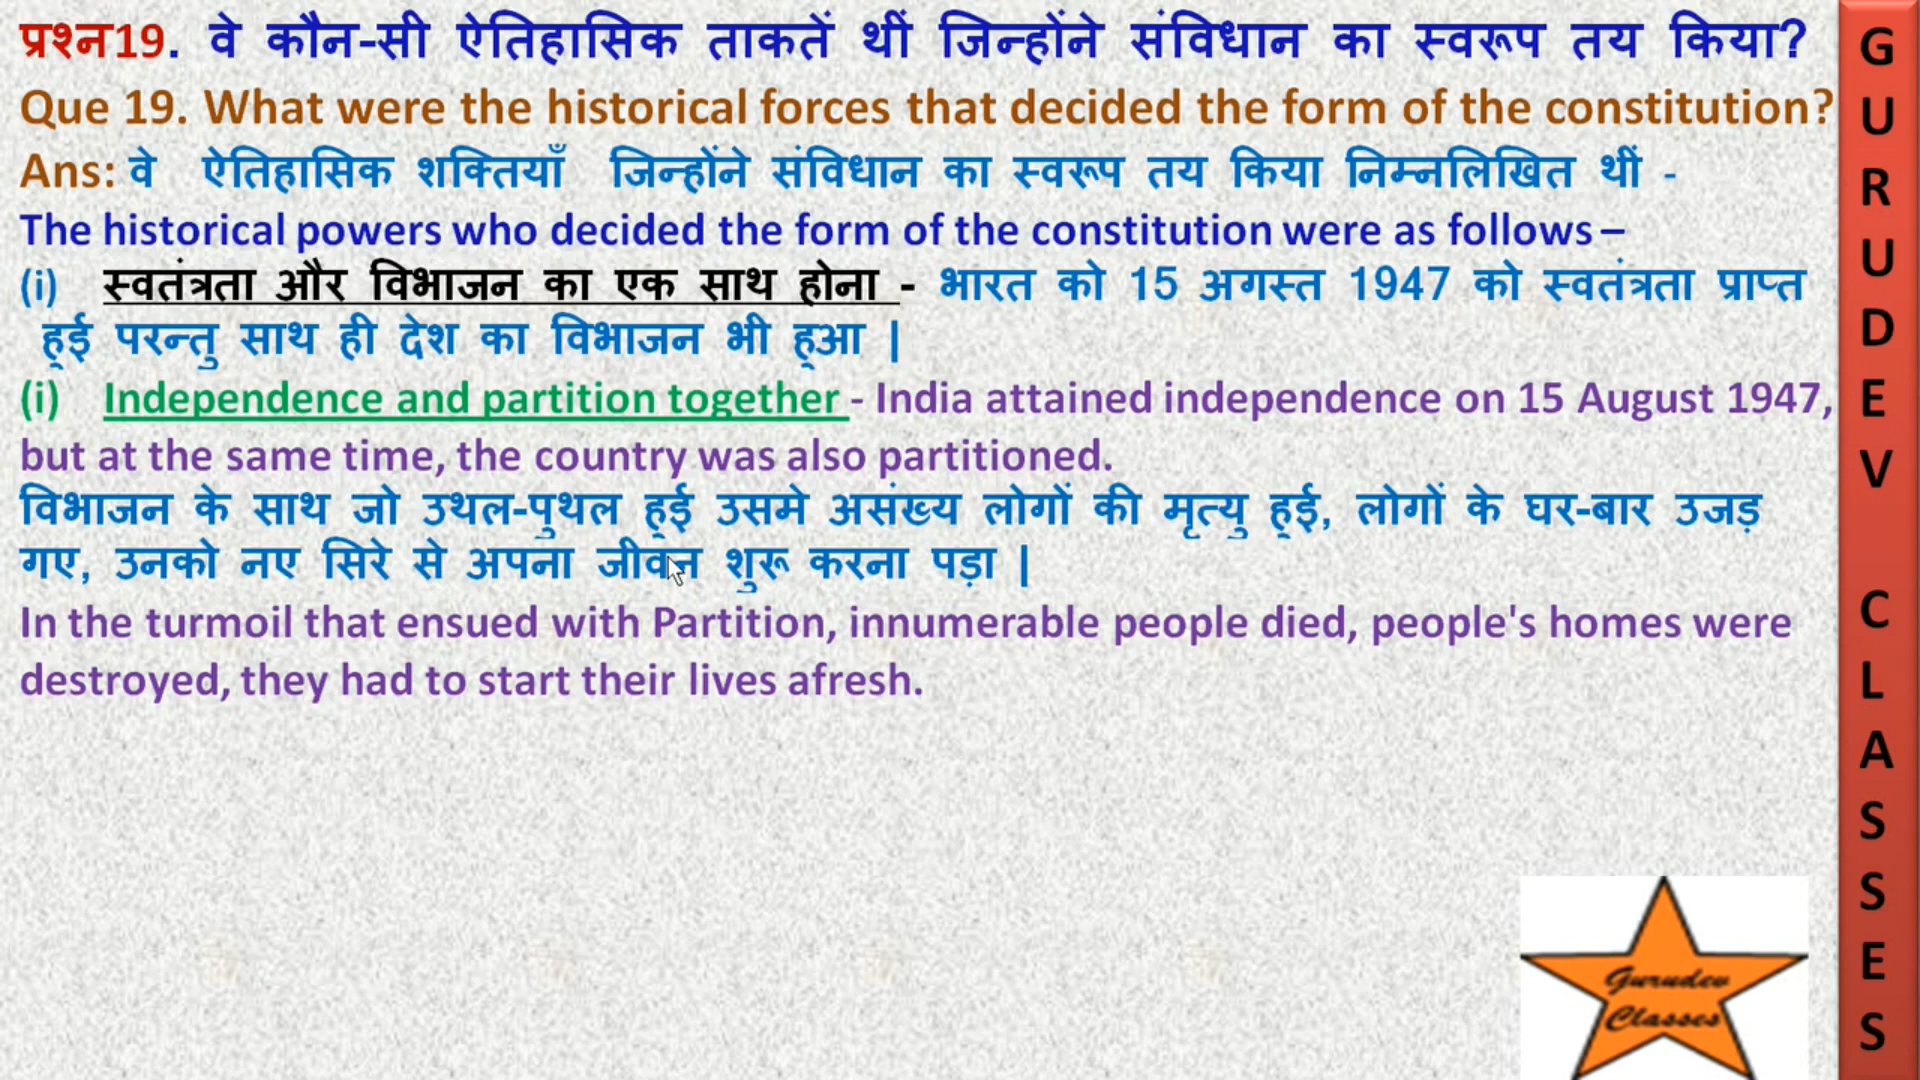 प्रश्न19. वे कौन-सी ऐतिहासिक ताकतें थीं जिन्होंने संविधान का स्वरूप तय किया?
Que 19. What were the historical forces that decided the form of the constitution?
Ans: वे ऐतिहासिक शक्तियाँ जिन्होंने संविधान का स्वरूप तय किया निम्नलिखित थीं -
The historical powers who decided the form of the constitution were as follows –
(i) स्वतंत्रता और विभाजन का एक साथ होना - भारत को 15 अगस्त 1947 को स्वतंत्रता प्राप्त
हुई परन्तु साथ ही देश का विभाजन भी हुआ |
(i) Independence and partition together - India attained independence on 15 August 1947,
but at the same time, the country was also partitioned.
विभाजन के साथ जो उथल-पुथल हुई उसमे असंख्य लोगों की मृत्यु हुई, लोगों के घर-बार उजड़
गए, उनको नए सिरे से अपना जीवन शुरू करना पड़ा |
In the turmoil that ensued with Partition, innumerable people died, people's homes were
destroyed, they had to start their lives afresh.
GURUDEV CLASSES
Gurudev
Classes